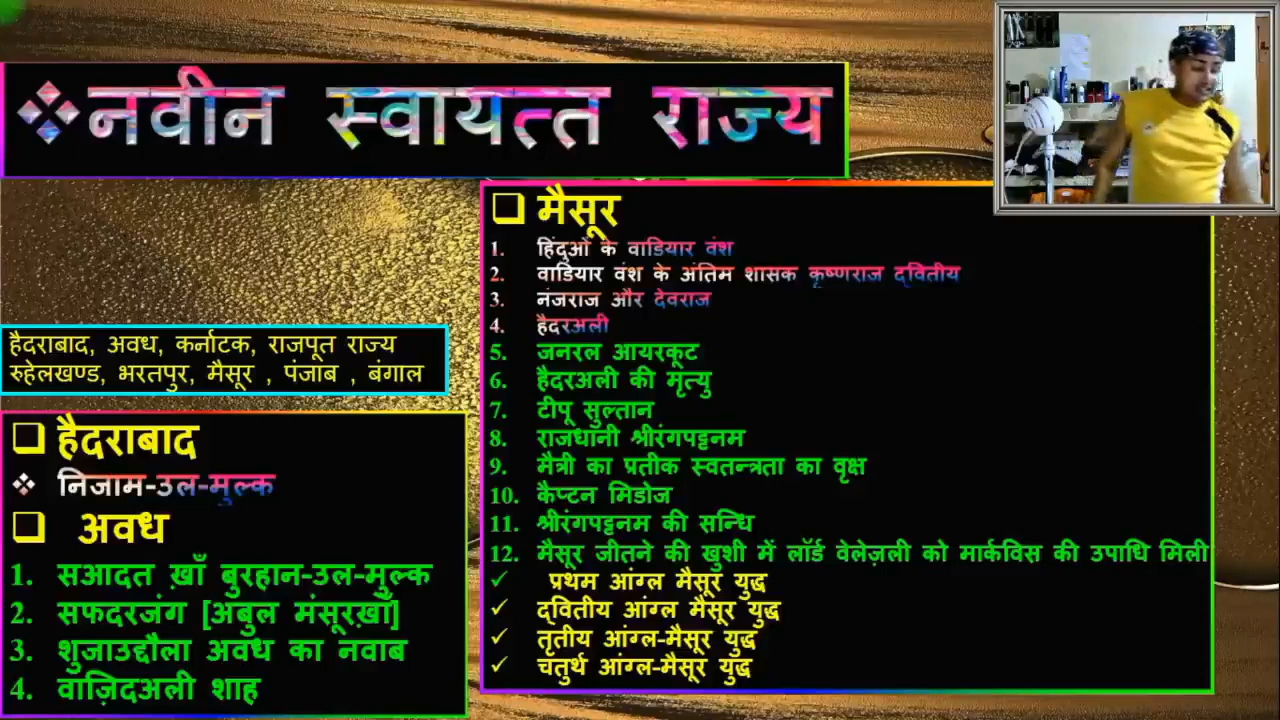 ❖नवीन स्वायत्त राज्य
हैदराबाद, अवध, कर्नाटक, राजपूत राज्य
रुहेलखण्ड, भरतपुर, मैसूर , पंजाब , बंगाल
❑ हैदराबाद
❖ निजाम-उल-मुल्क
❑ अवध
1. सआदत ख़ाँ बुरहान-उल-मुल्क
2. सफदरजंग [अबुल मंसूरख़ाँ]
3. शुजाउद्दौला अवध का नवाब
4. वाज़िदअली शाह
❑ मैसूर
1. हिंदुओं के वाडियार वंश
2. वाडियार वंश के अंतिम शासक कृष्णराज द्वितीय
3. नंजराज और देवराज
4. हैदरअली
5. जनरल आयरकूट
6. हैदरअली की मृत्यु
7. टीपू सुल्तान
8. राजधानी श्रीरंगपट्टनम
9. मैत्री का प्रतीक स्वतन्त्रता का वृक्ष
10. कैप्टन मिडोज
11. श्रीरंगपट्टनम की सन्धि
12. मैसूर जीतने की खुशी में लॉर्ड वेलेज़ली को मार्कविस़ की उपाधि मिली
✓ प्रथम आंग्ल मैसूर युद्ध
✓ द्वितीय आंग्ल मैसूर युद्ध
✓ तृतीय आंग्ल-मैसूर युद्ध
✓ चतुर्थ आंग्ल-मैसूर युद्ध